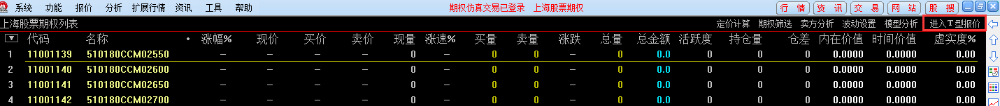 系统 功能 报价 分析 扩展行情 资讯 工具 帮助 期权仿真交易已登录 上海股票期权 行情 资讯 交易 网站 股搜
上海股票期权列表 定价计算 期权筛选 卖方分析 波动设置 模型分析 进入T型报价
代码 名称 涨幅% 现价 买价 卖价 现量 涨速% 买量 卖量 涨跌 总量 总金额 活跃度 持仓量 仓差 内在价值 时间价值 虚实度%
1 11001139 510180CCM02550 — — — — 0 — 0 0 — 0 0.0 0 0 0 0.0000 0.0000 0.00
2 11001140 510180CCM02600 — — — — 0 — 0 0 — 0 0.0 0 0 0 0.0000 0.0000 0.00
3 11001141 510180CCM02650 — — — — 0 — 0 0 — 0 0.0 0 0 0 0.0000 0.0000 0.00
4 11001142 510180CCM02700 — — — — 0 — 0 0 — 0 0.0 0 0 0 0.0000 0.0000 0.00